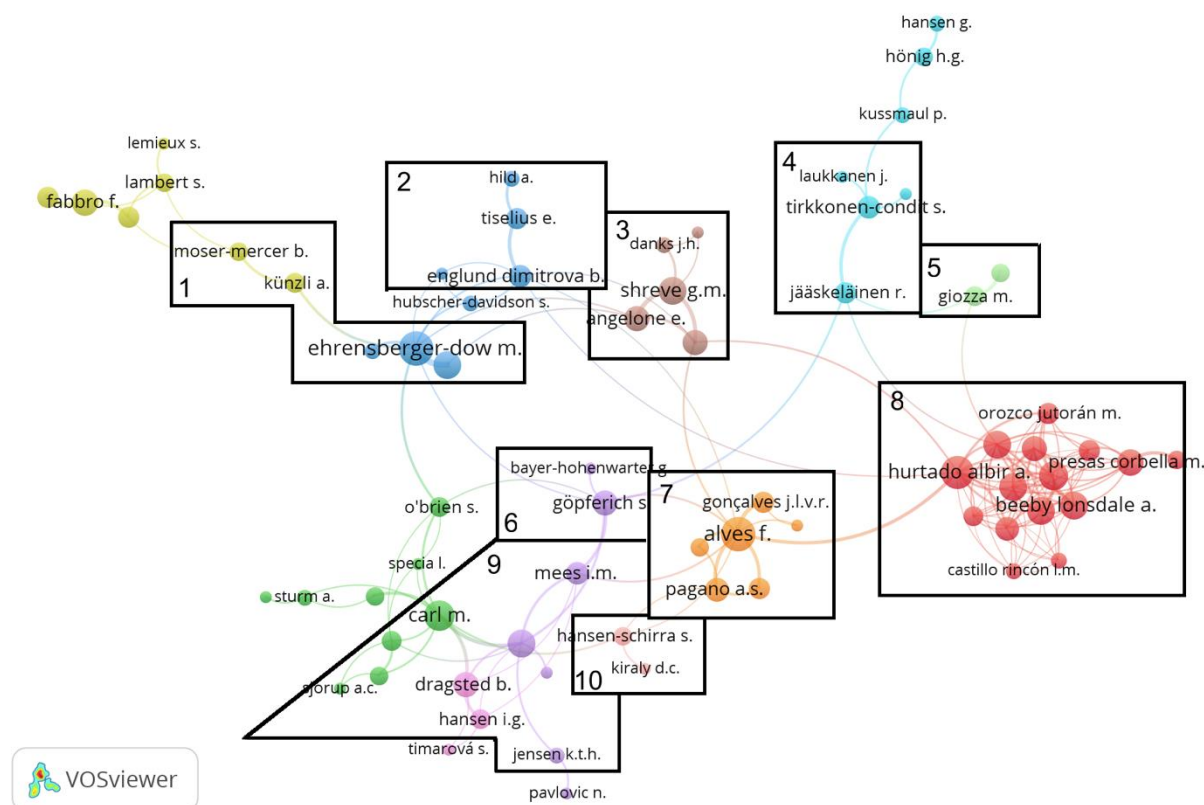 hansen g.
hönig h.g.
kussmaul p.
lemieux s.
lambert s.
fabbro f.
2
hild a.
tiselius e.
4
laukkanen j.
tirkkonen-condit s.
3
danks j.h.
moser-mercer b.
1
künzli a.
englund dimitrova b.
hubscher-davidson s.
shreve g.m.
angelone e.
jääskeläinen r.
5
giozza m.
ehrensberger-dow m.
8
orozco jutorán m.
hurtado albir a.
presas corbella m.
beeby lonsdale a.
castillo rincón l.m.
bayer-hohenwarter g.
göpferich s.
6
7
gonçalves j.l.v.r.
alves f.
pagano a.s.
o'brien s.
specia l.
9
mees i.m.
sturm a.
carl m.
hansen-schirra s.
kiraly d.c.
10
sjorup a.c.
dragsted b.
hansen i.g.
timarová s.
jensen k.t.h.
pavlovic n.
VOSviewer